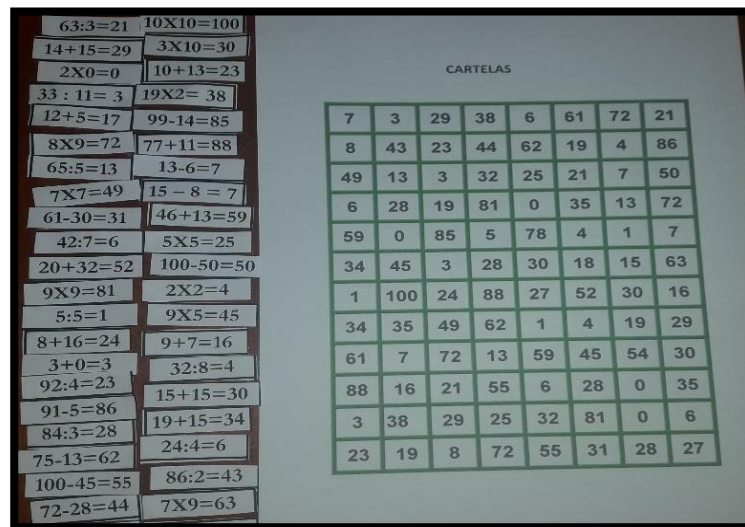 63:3=21 10X10=100
14+15=29 3X10=30
2X0=0 10+13=23
33 : 11= 3 19X2= 38
12+5=17 99-14=85
8X9=72 77+11=88
65:5=13 13-6=7
7X7=49 15 – 8 = 7
61-30=31 46+13=59
42:7=6 5X5=25
20+32=52 100-50=50
9X9=81 2X2=4
5:5=1 9X5=45
8+16=24 9+7=16
3+0=3 32:8=4
92:4=23 15+15=30
91-5=86 19+15=34
84:3=28 24:4=6
75-13=62 86:2=43
100-45=55 7X9=63
72-28=44
CARTELAS
7 3 29 38 6 61 72 21
8 43 23 44 62 19 4 86
49 13 3 32 25 21 7 50
6 28 19 81 0 35 13 72
59 0 85 5 78 4 1 7
34 45 3 28 30 18 15 63
1 100 24 88 27 52 30 16
34 35 49 62 1 4 19 29
61 7 72 13 59 45 54 30
88 16 21 55 6 28 0 35
3 38 29 25 32 81 0 6
23 19 8 72 55 31 28 27